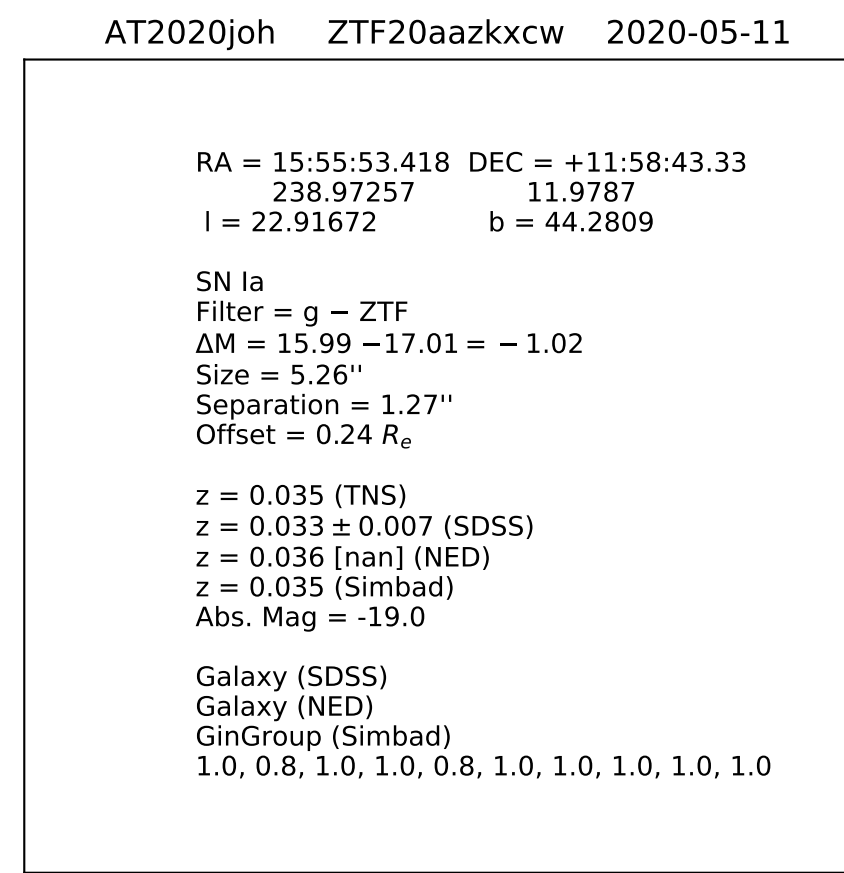 AT2020joh ZTF20aazkxcw 2020-05-11
RA = 15:55:53.418 DEC = +11:58:43.33
238.97257 11.9787
l = 22.91672 b = 44.2809
SN Ia
Filter = g − ZTF
ΔM = 15.99 −17.01 = − 1.02
Size = 5.26''
Separation = 1.27''
Offset = 0.24 Re
z = 0.035 (TNS)
z = 0.033 ± 0.007 (SDSS)
z = 0.036 [nan] (NED)
z = 0.035 (Simbad)
Abs. Mag = -19.0
Galaxy (SDSS)
Galaxy (NED)
GinGroup (Simbad)
1.0, 0.8, 1.0, 1.0, 0.8, 1.0, 1.0, 1.0, 1.0, 1.0